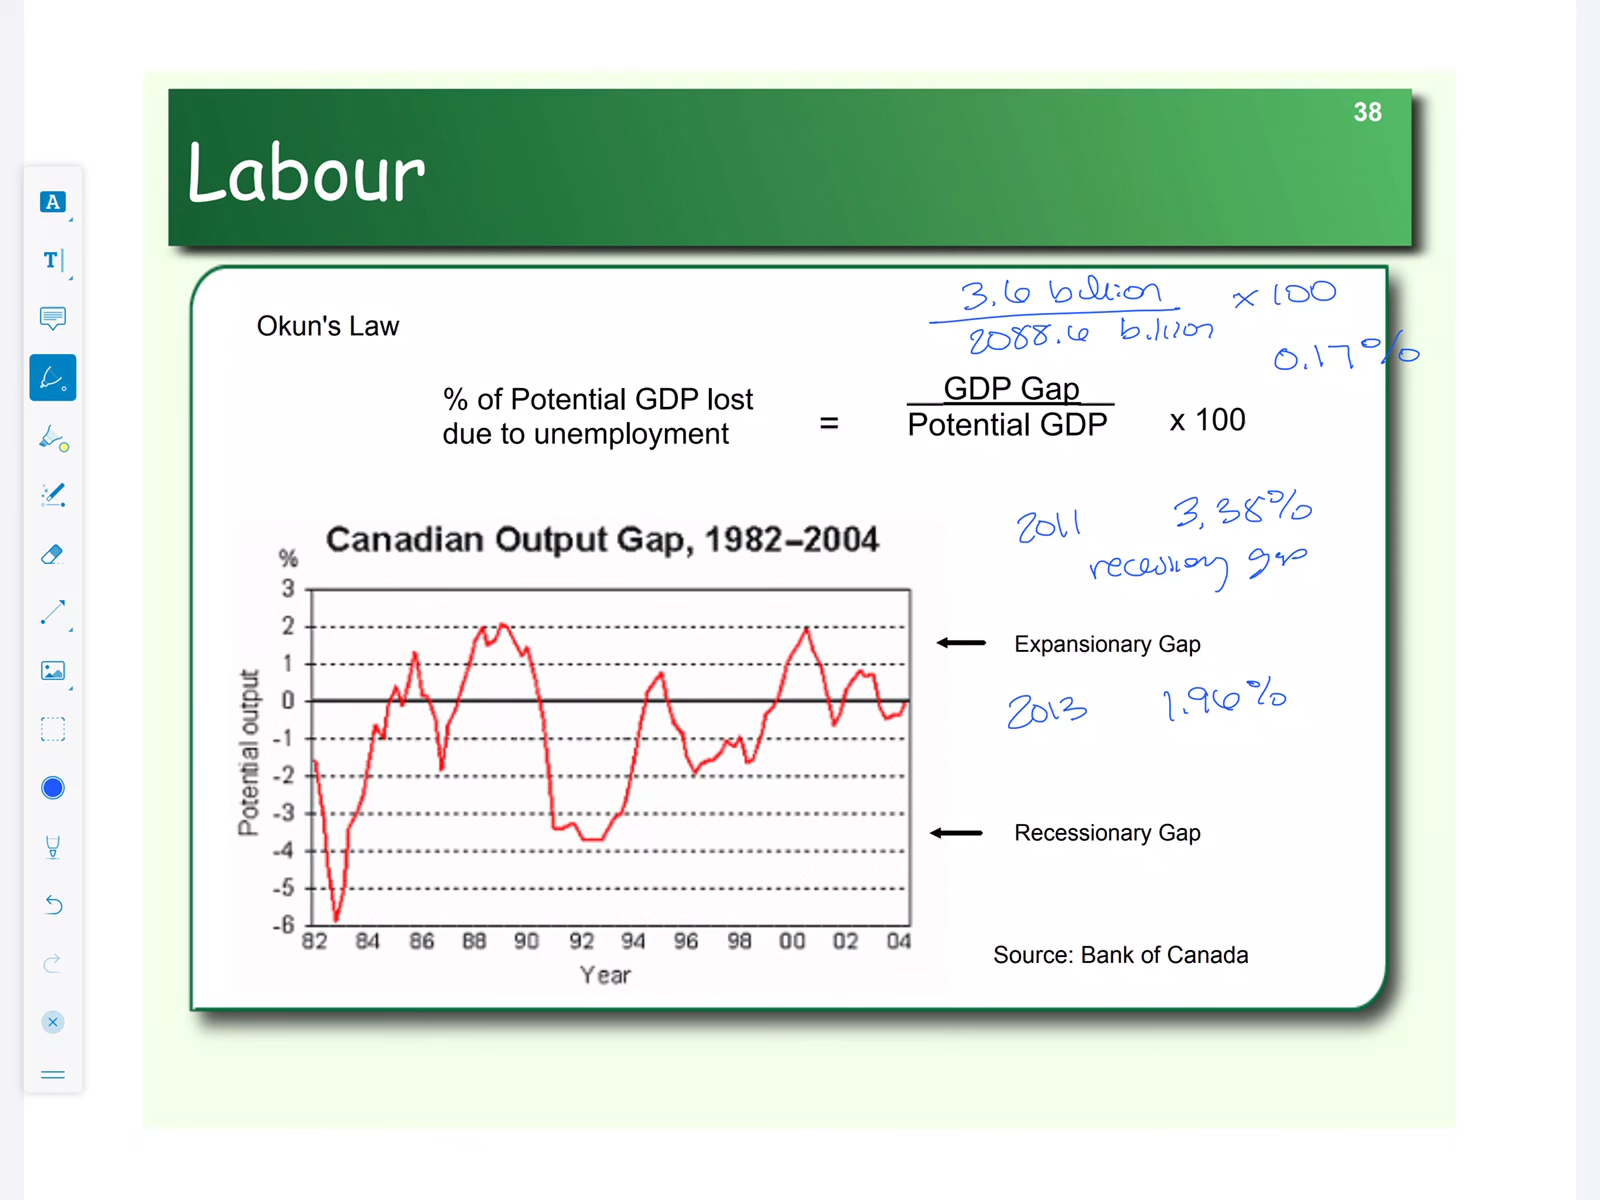 38
Labour
3.6 billion x 100
2088.6 billion
0.17%
Okun's Law
% of Potential GDP lost
due to unemployment
=
GDP Gap
Potential GDP
x 100
2011 3.38%
recessionary gap
Canadian Output Gap, 1982–2004
%
3
2
1
0
-1
-2
-3
-4
-5
-6
Potential output
82 84 86 88 90 92 94 96 98 00 02 04
Year
Expansionary Gap
2013 1.96%
Recessionary Gap
Source: Bank of Canada
A
T